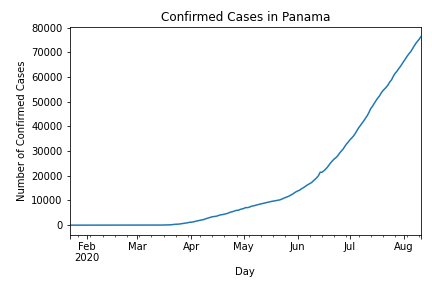 Confirmed Cases in Panama
80000
70000
60000
50000
40000
30000
20000
10000
0
Number of Confirmed Cases
Feb Mar Apr May Jun Jul Aug
2020
Day